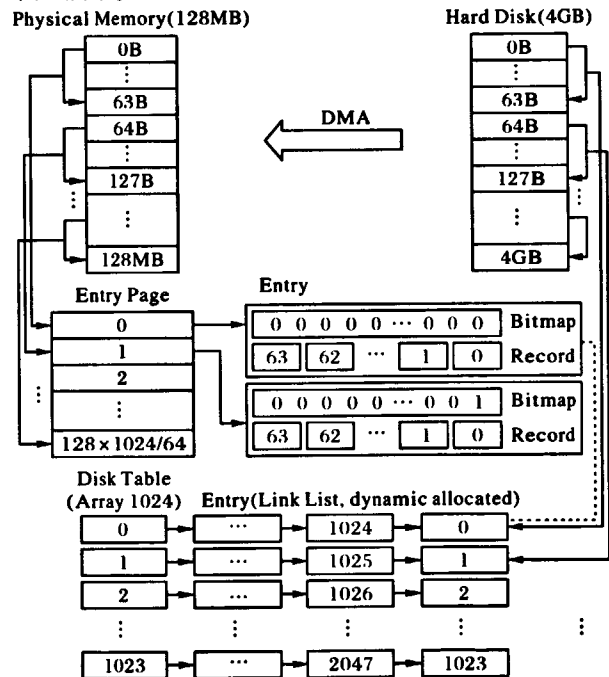 Physical Memory(128MB)
Hard Disk(4GB)
0B
⋮
63B
64B
⋮
127B
⋮
⋮
128MB
DMA
0B
⋮
63B
64B
⋮
127B
⋮
⋮
4GB
Entry Page
0
1
2
⋮
⋮
128×1024/64
Entry
0 0 0 0 0 ⋯ 0 0 0 Bitmap
63 62 ⋯ 1 0 Record
0 0 0 0 0 ⋯ 0 0 1 Bitmap
63 62 ⋯ 1 0 Record
Disk Table
(Array 1024)
Entry(Link List, dynamic allocated)
0 ⋯ 1024 0
1 ⋯ 1025 1
2 ⋯ 1026 2
⋮ ⋮ ⋮ ⋮
1023 ⋯ 2047 1023